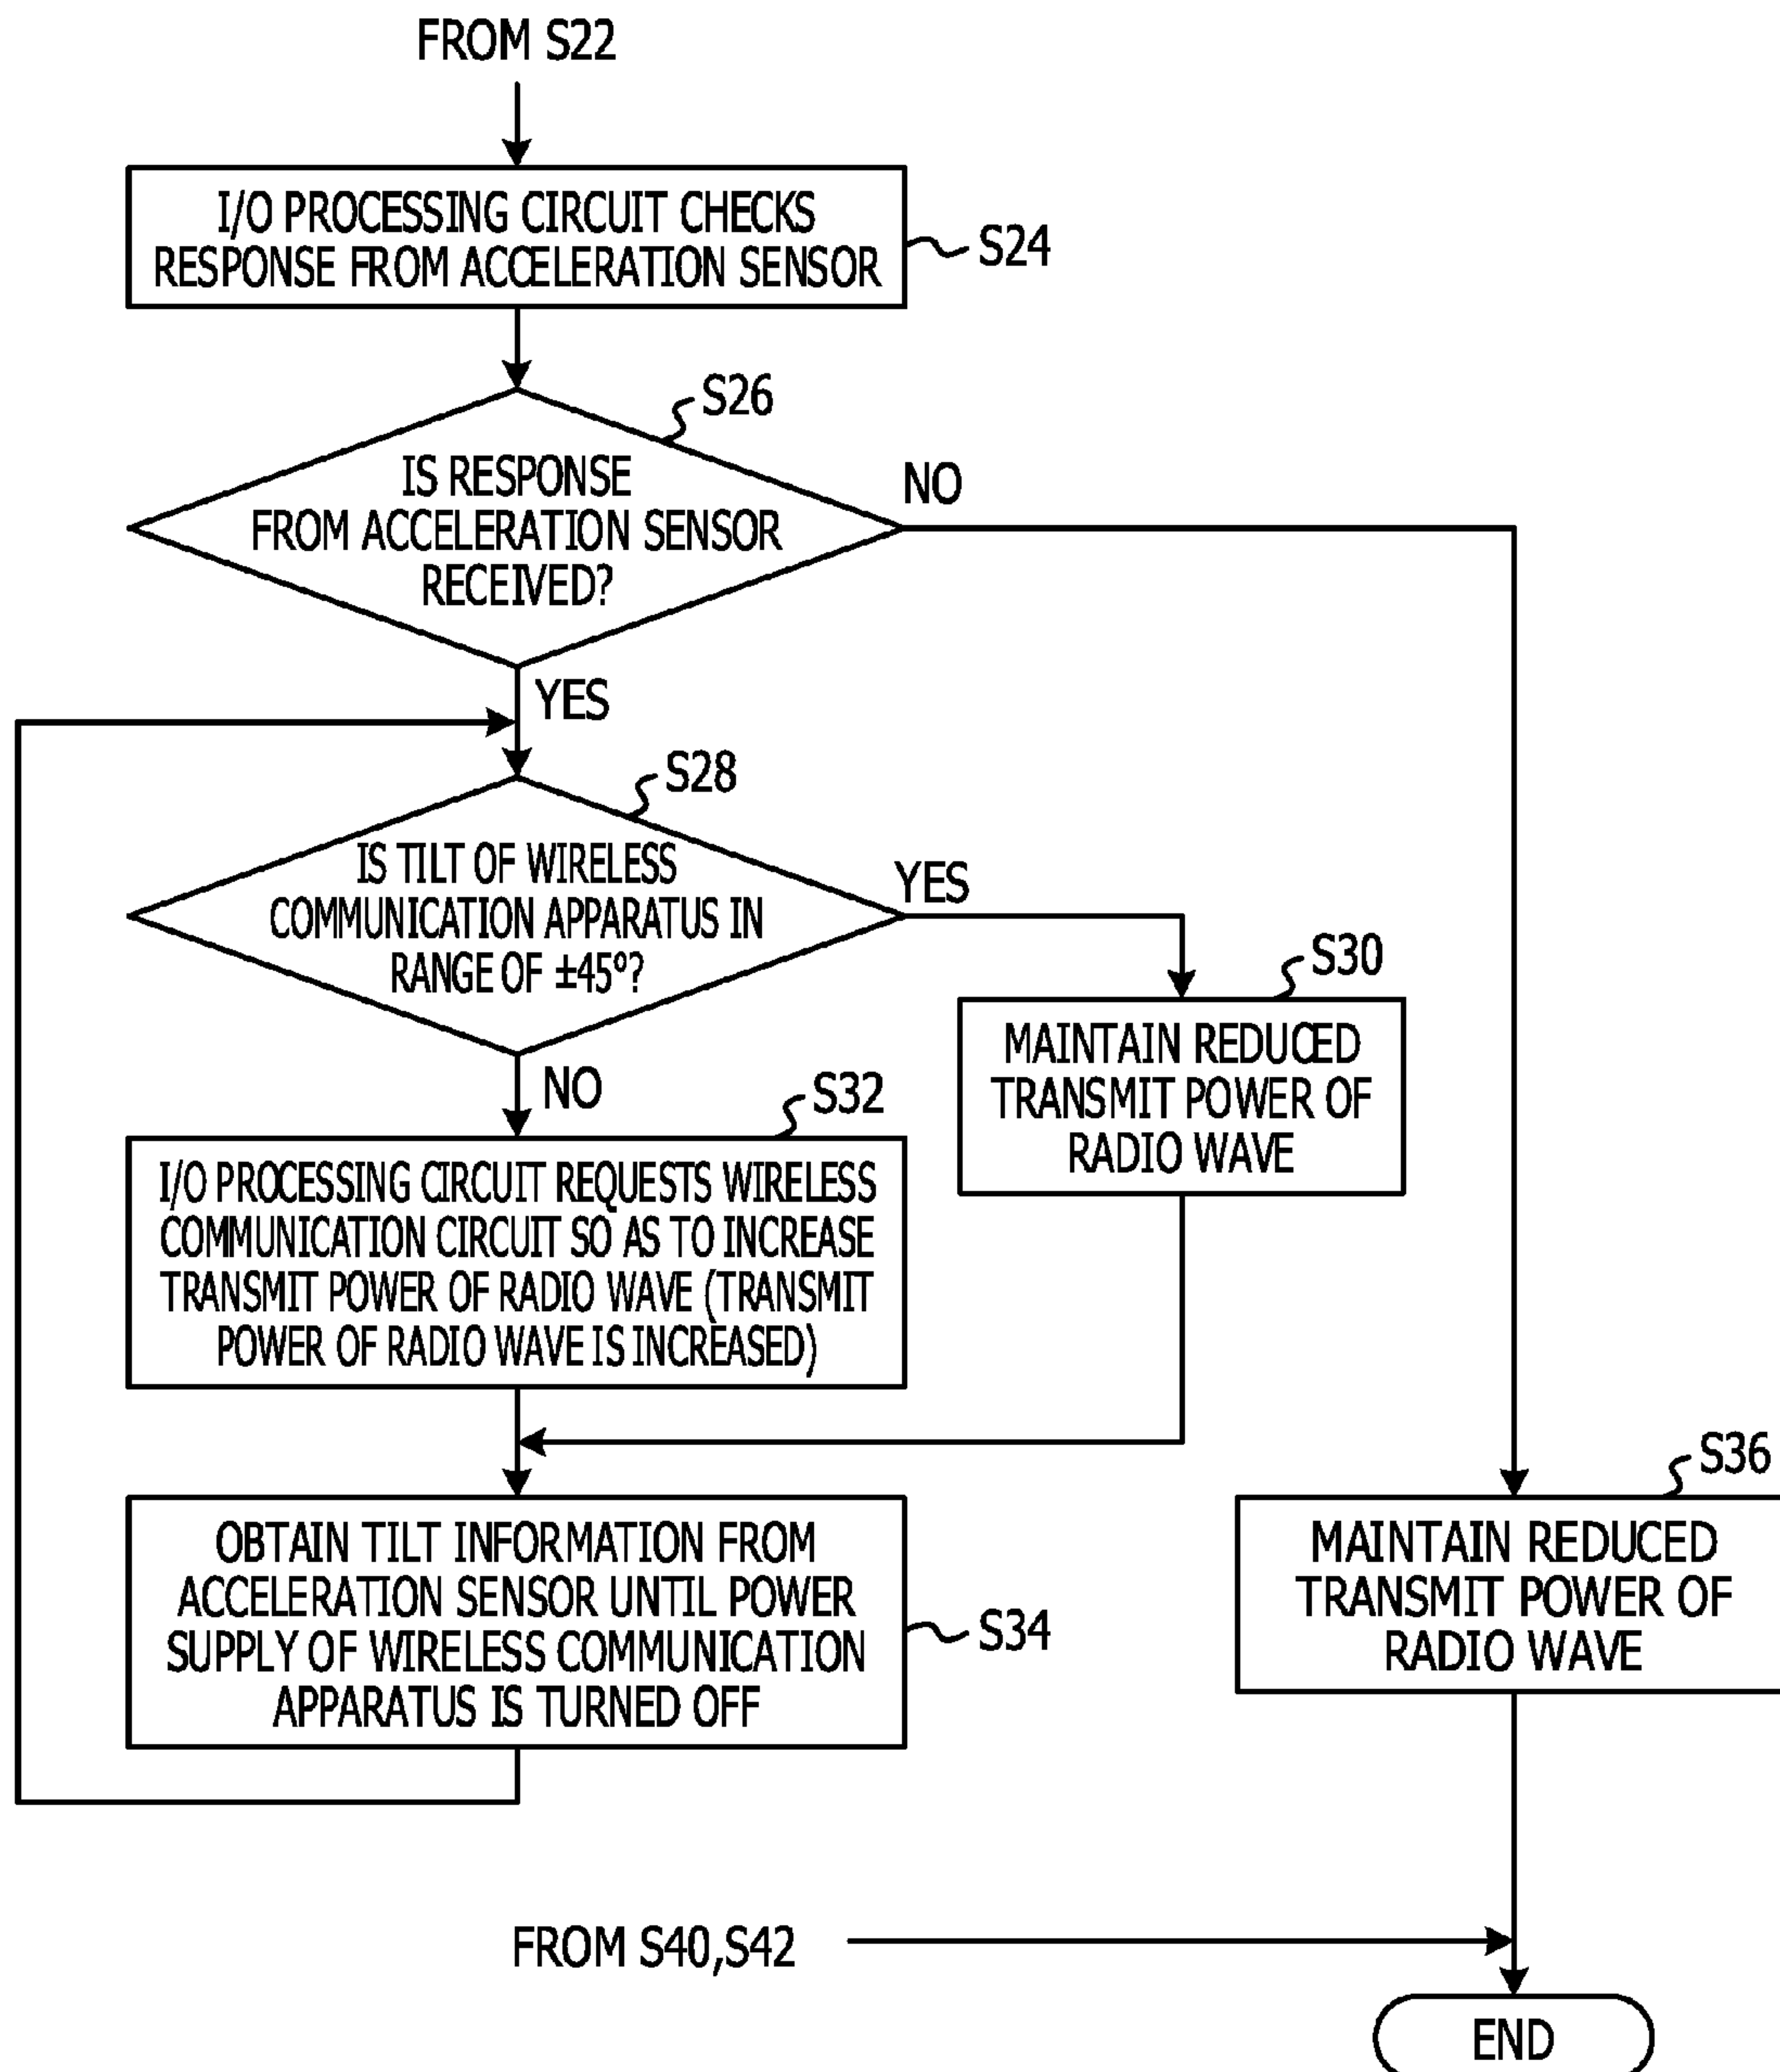 FROM S22
I/O PROCESSING CIRCUIT CHECKS
RESPONSE FROM ACCELERATION SENSOR
S24
S26
IS RESPONSE
FROM ACCELERATION SENSOR
RECEIVED?
NO
YES
S28
IS TILT OF WIRELESS
COMMUNICATION APPARATUS IN
RANGE OF ±45°?
YES
S30
MAINTAIN REDUCED
TRANSMIT POWER OF
RADIO WAVE
NO
S32
I/O PROCESSING CIRCUIT REQUESTS WIRELESS
COMMUNICATION CIRCUIT SO AS TO INCREASE
TRANSMIT POWER OF RADIO WAVE (TRANSMIT
POWER OF RADIO WAVE IS INCREASED)
S36
MAINTAIN REDUCED
TRANSMIT POWER OF
RADIO WAVE
OBTAIN TILT INFORMATION FROM
ACCELERATION SENSOR UNTIL POWER
SUPPLY OF WIRELESS COMMUNICATION
APPARATUS IS TURNED OFF
S34
FROM S40,S42
END